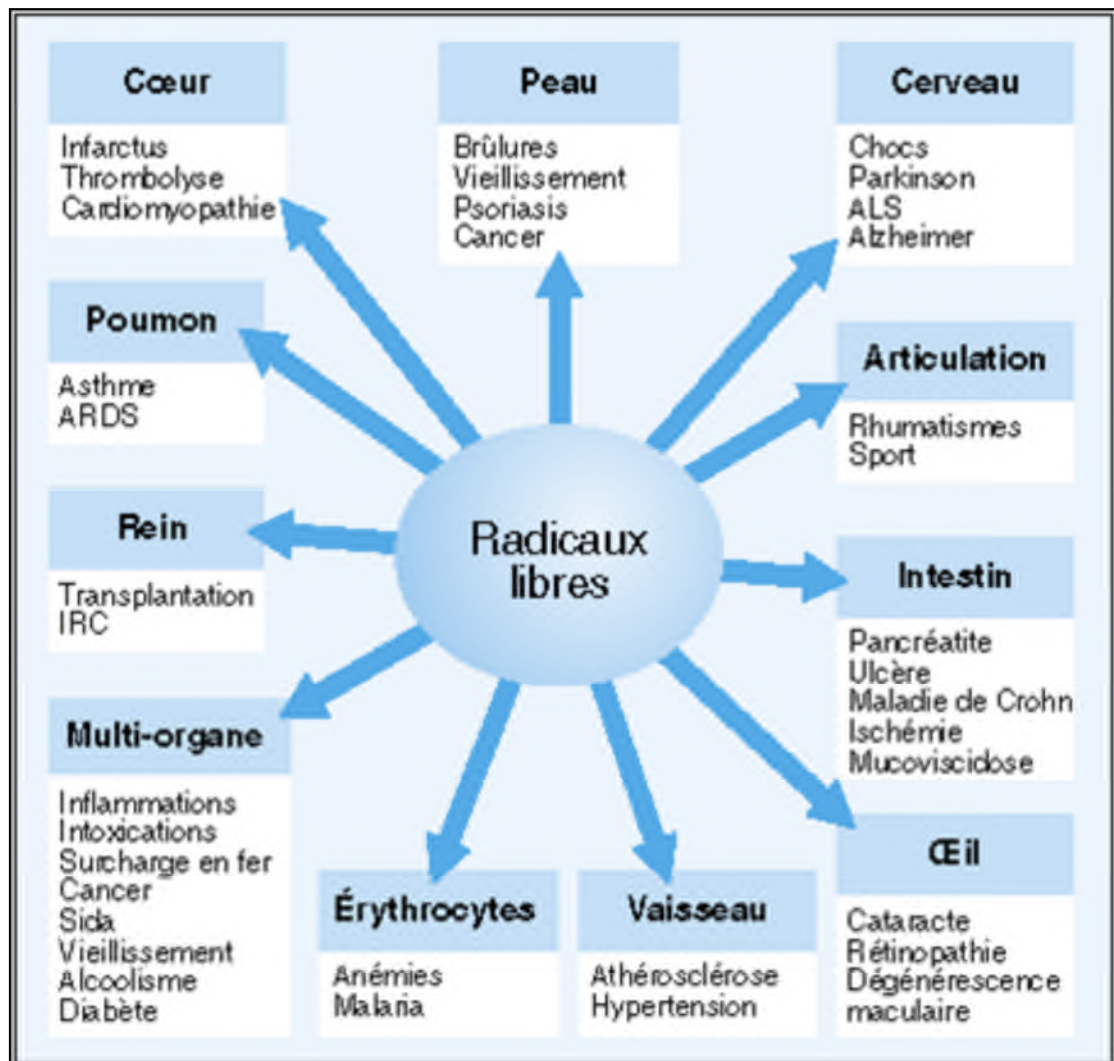 Cœur
Infarctus
Thrombolyse
Cardiomyopathie
Peau
Brûlures
Vieillissement
Psoriasis
Cancer
Cerveau
Chocs
Parkinson
ALS
Alzheimer
Poumon
Asthme
ARDS
Articulation
Rhumatismes
Sport
Rein
Transplantation
IRC
Radicaux
libres
Intestin
Pancréatite
Ulcère
Maladie de Crohn
Ischémie
Mucoviscidose
Multi-organe
Inflammations
Intoxications
Surcharge en fer
Cancer
Sida
Vieillissement
Alcoolisme
Diabète
Érythrocytes
Anémies
Malaria
Vaisseau
Athérosclérose
Hypertension
Œil
Cataracte
Rétinopathie
Dégénérescence
maculaire